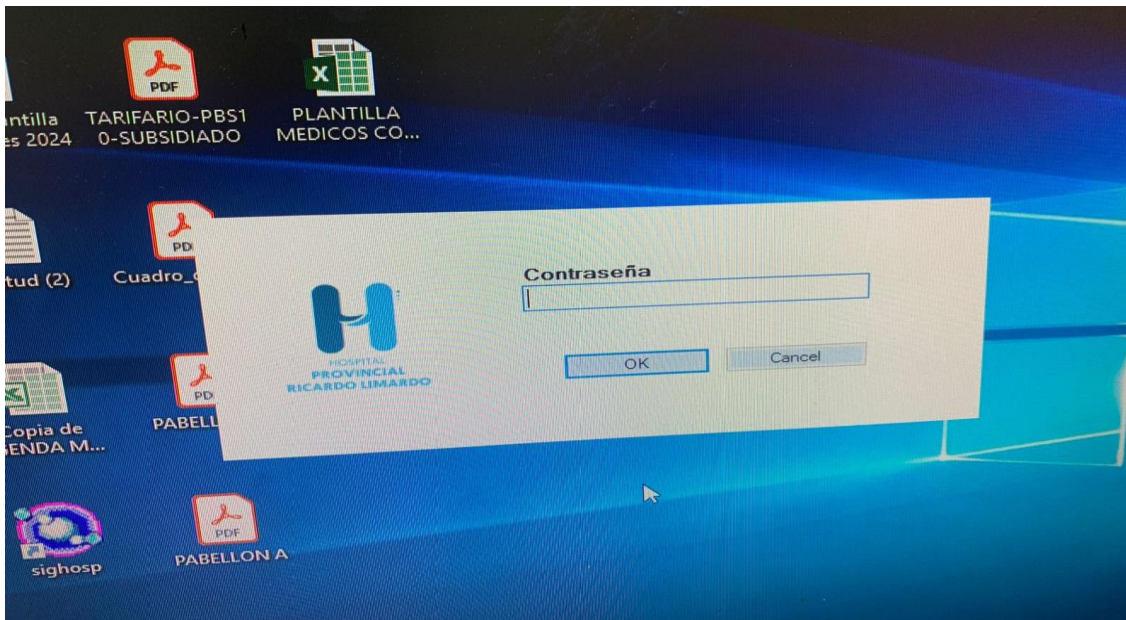 PDF
TARIFARIO-PBS1
0-SUBSIDIADO
X
PLANTILLA
MEDICOS CO...
ntilla
es 2024
tud (2)
Cuadro_
Contraseña
OK
Cancel
HOSPITAL
PROVINCIAL
RICARDO LIMARDO
Copia de
ENDA M...
PABELL
sighosp
PDF
PABELLON A